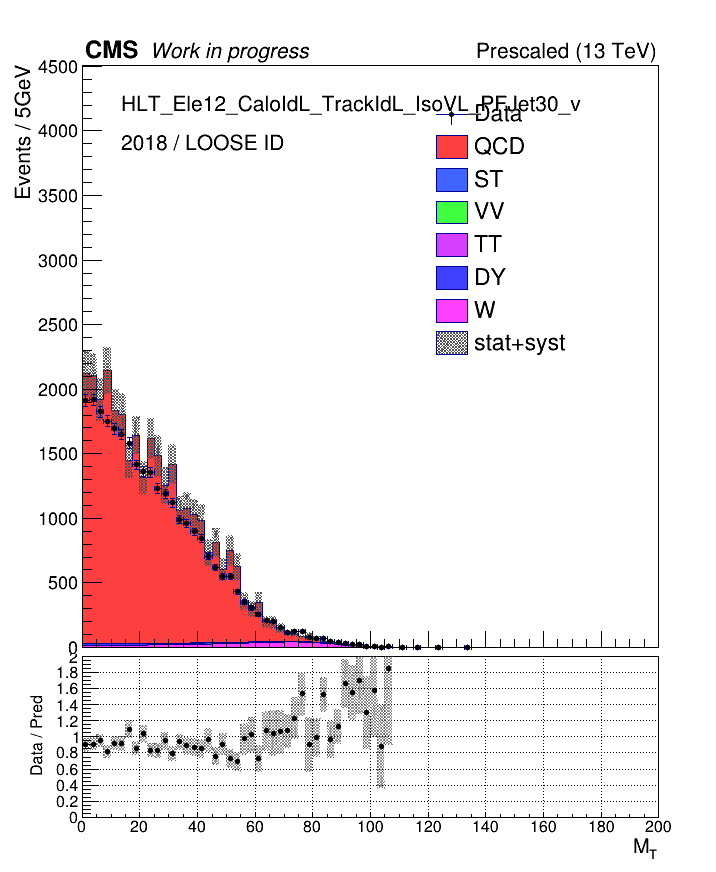 CMS Work in progress Prescaled (13 TeV)
Events / 5GeV
4500
4000
3500
3000
2500
2000
1500
1000
500
0
HLT_Ele12_CaloIdL_TrackIdL_IsoVL_PFJet30_v
2018 / LOOSE ID
Data
QCD
ST
VV
TT
DY
W
stat+syst
Data / Pred
2
1.8
1.6
1.4
1.2
1
0.8
0.6
0.4
0.2
0
0 20 40 60 80 100 120 140 160 180 200
M_T